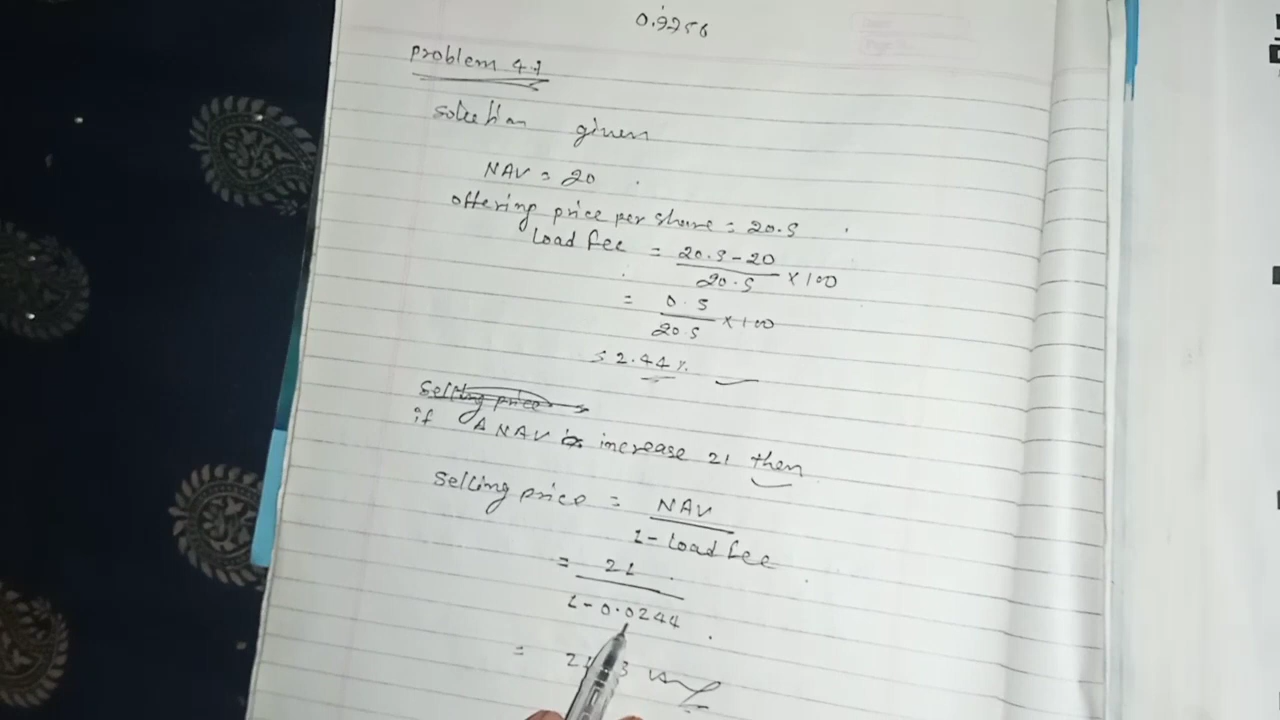 0.9256
problem 4.1
solution given
NAV = 20
offering price per share = 20.5
Load fee = 20.5-20
20.5 × 100
= 0.5
20.5 × 100
= 2.44%
Selling price
if A NAV is increase 21 then
Selling price = NAV
1- Load fee
= 21
1-0.0244
=